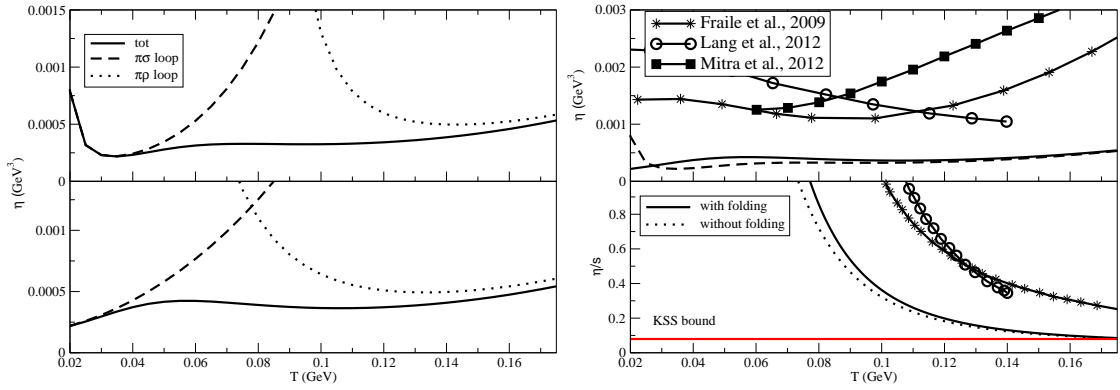 0.0015
0.001
0.0005
0
η (GeV³)
tot
πσ loop
πρ loop
0.001
0.0005
0
0.02 0.04 0.06 0.08 0.1 0.12 0.14 0.16
T (GeV)
0.003
0.002
0.001
0
η (GeV³)
Fraile et al., 2009
Lang et al., 2012
Mitra et al., 2012
0.8
0.6
0.4
0.2
0
η/s
with folding
without folding
KSS bound
0.02 0.04 0.06 0.08 0.1 0.12 0.14 0.16
T (GeV)